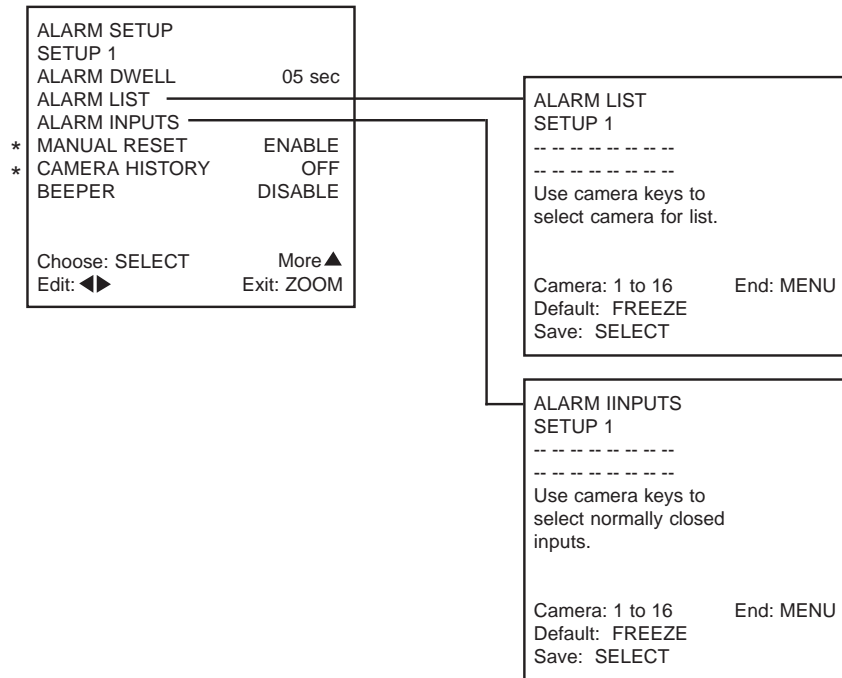 ALARM SETUP
SETUP 1
ALARM DWELL 05 sec
ALARM LIST
ALARM INPUTS
* MANUAL RESET ENABLE
* CAMERA HISTORY OFF
BEEPER DISABLE
Choose: SELECT More▲
Edit: ◀▶ Exit: ZOOM
ALARM LIST
SETUP 1
-- -- -- -- -- -- -- --
-- -- -- -- -- -- -- --
Use camera keys to
select camera for list.
Camera: 1 to 16 End: MENU
Default: FREEZE
Save: SELECT
ALARM IINPUTS
SETUP 1
-- -- -- -- -- -- -- --
-- -- -- -- -- -- -- --
Use camera keys to
select normally closed
inputs.
Camera: 1 to 16 End: MENU
Default: FREEZE
Save: SELECT